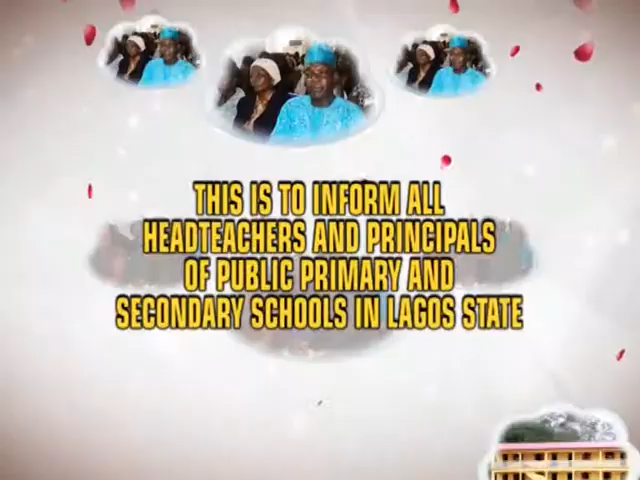 THIS IS TO INFORM ALL
HEADTEACHERS AND PRINCIPALS
OF PUBLIC PRIMARY AND
SECONDARY SCHOOLS IN LAGOS STATE